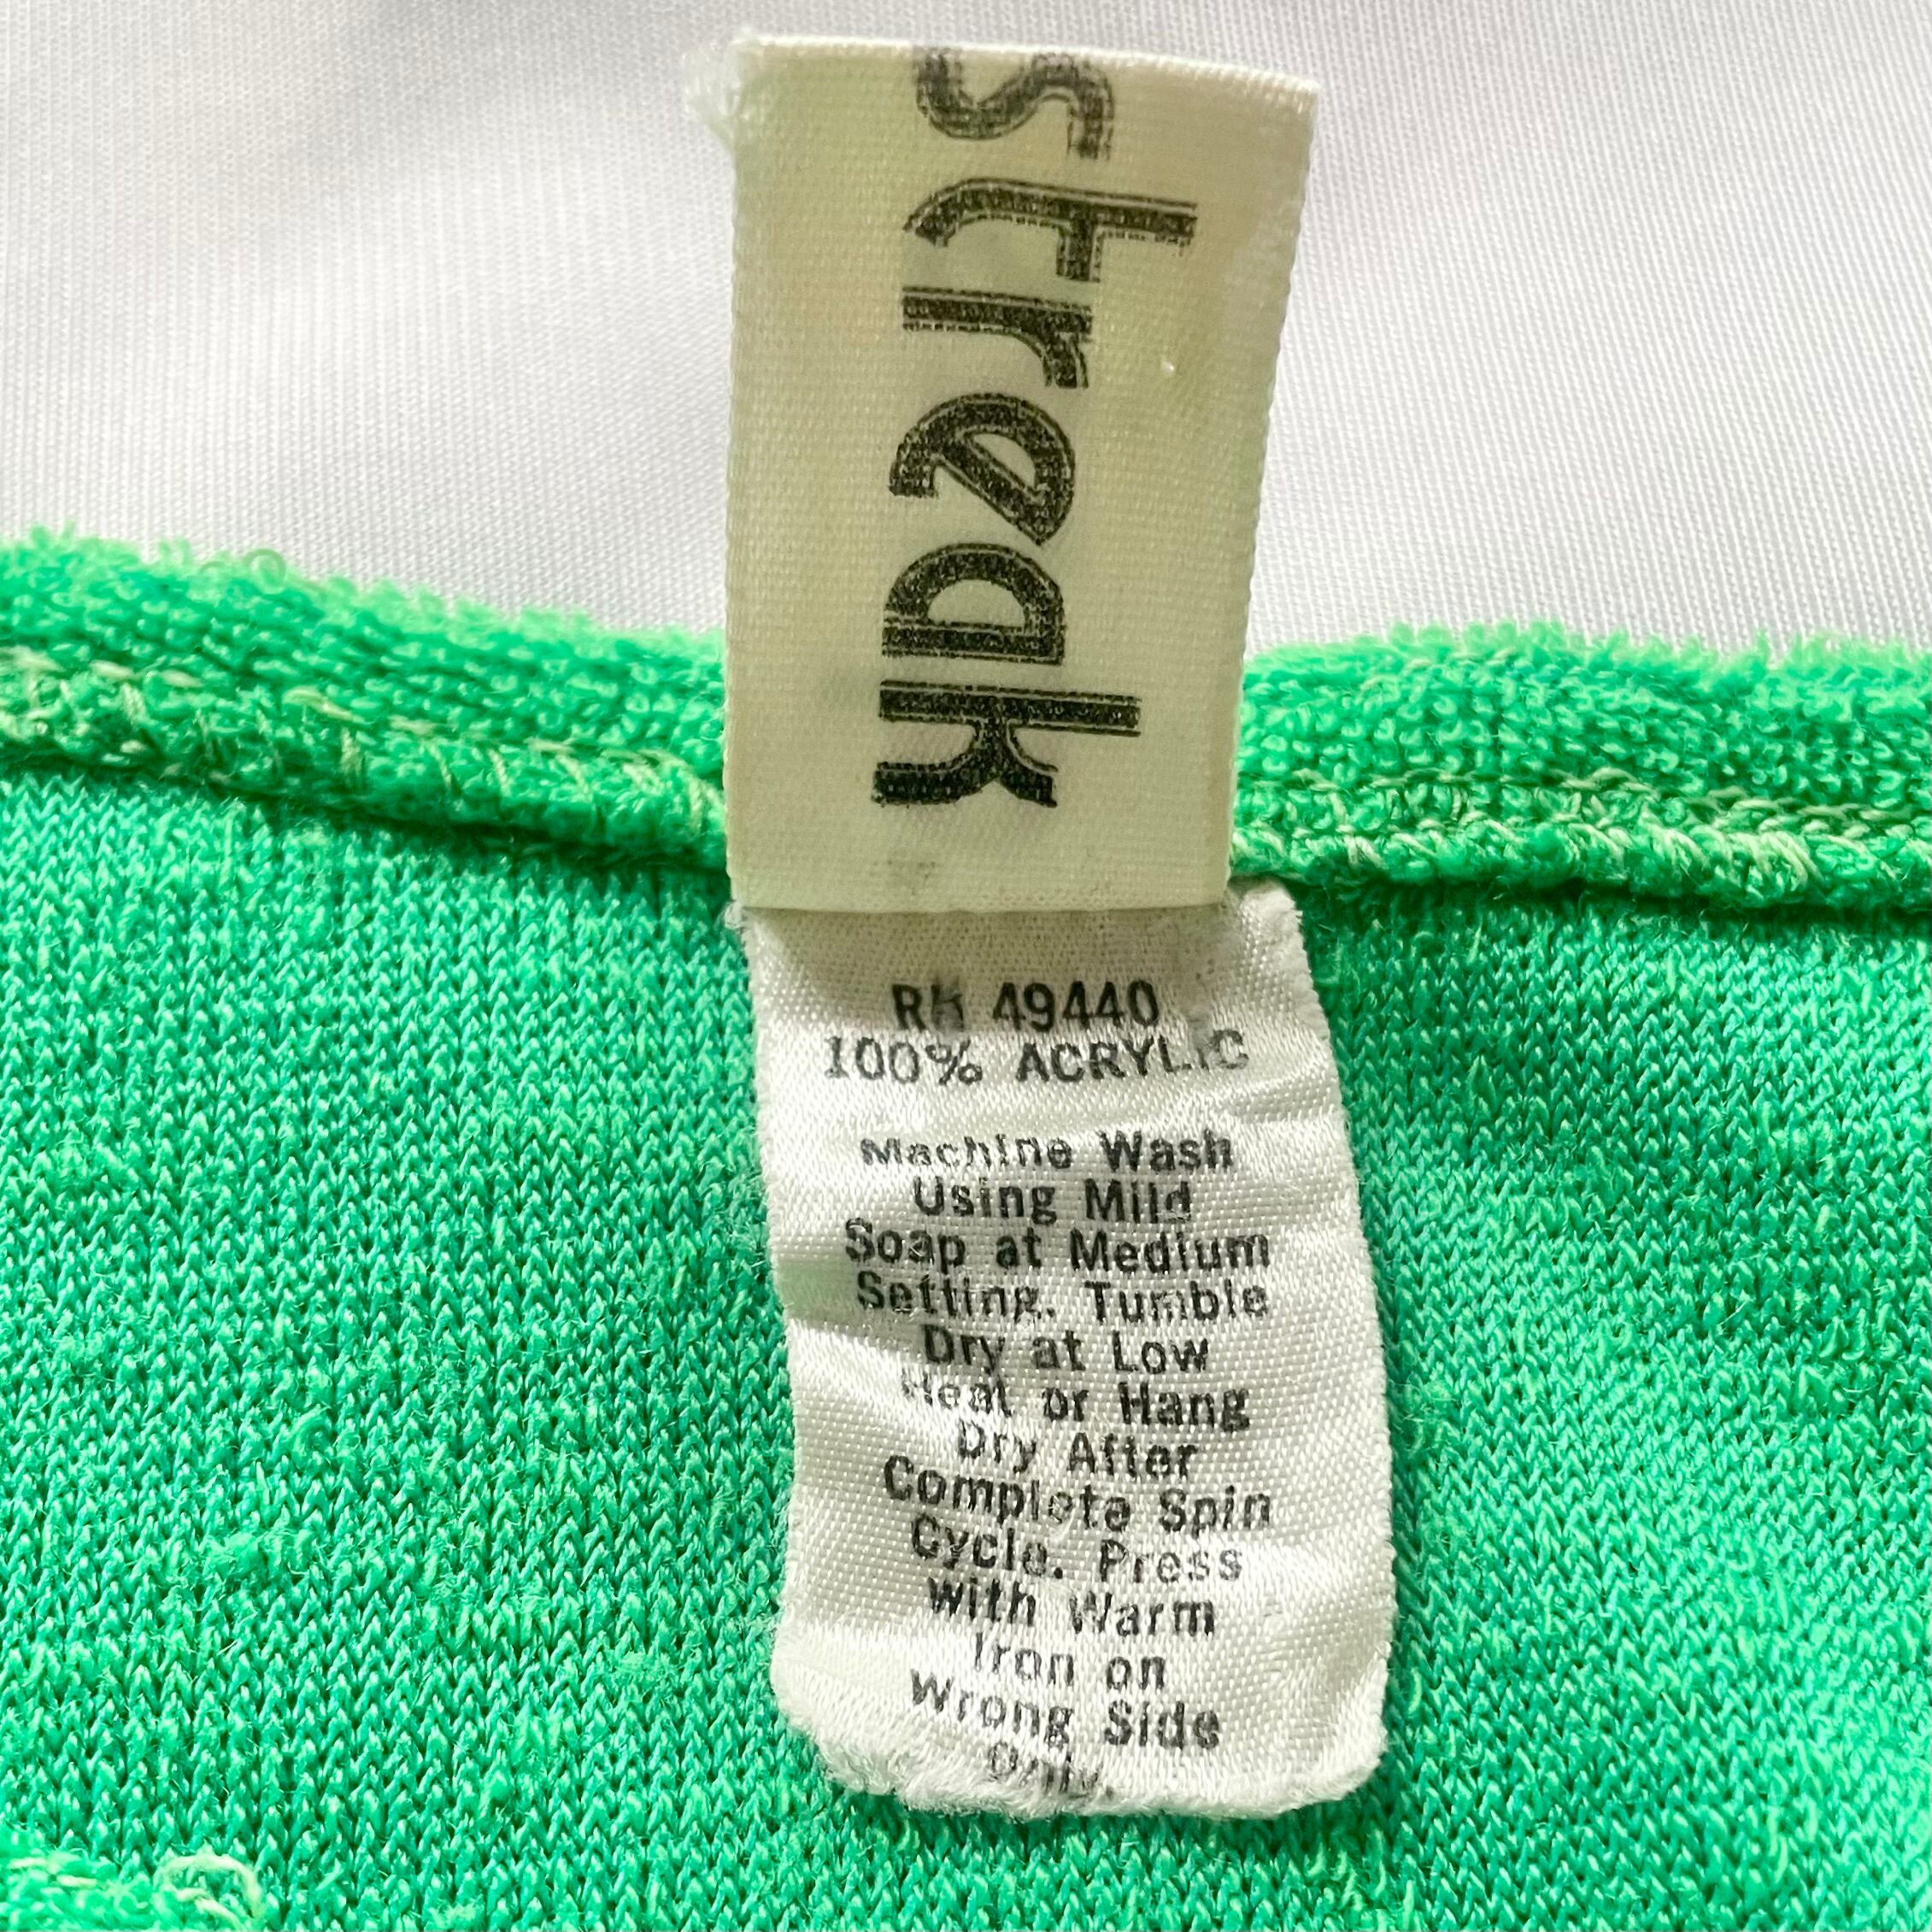 streak
RN 49440
100% ACRYLIC
Machine Wash
Using Mild
Soap at Medium
Setting. Tumble
Dry at Low
Heat or Hang
Dry After
Complete Spin
Cycle. Press
with Warm
Iron on
Wrong Side
Only.